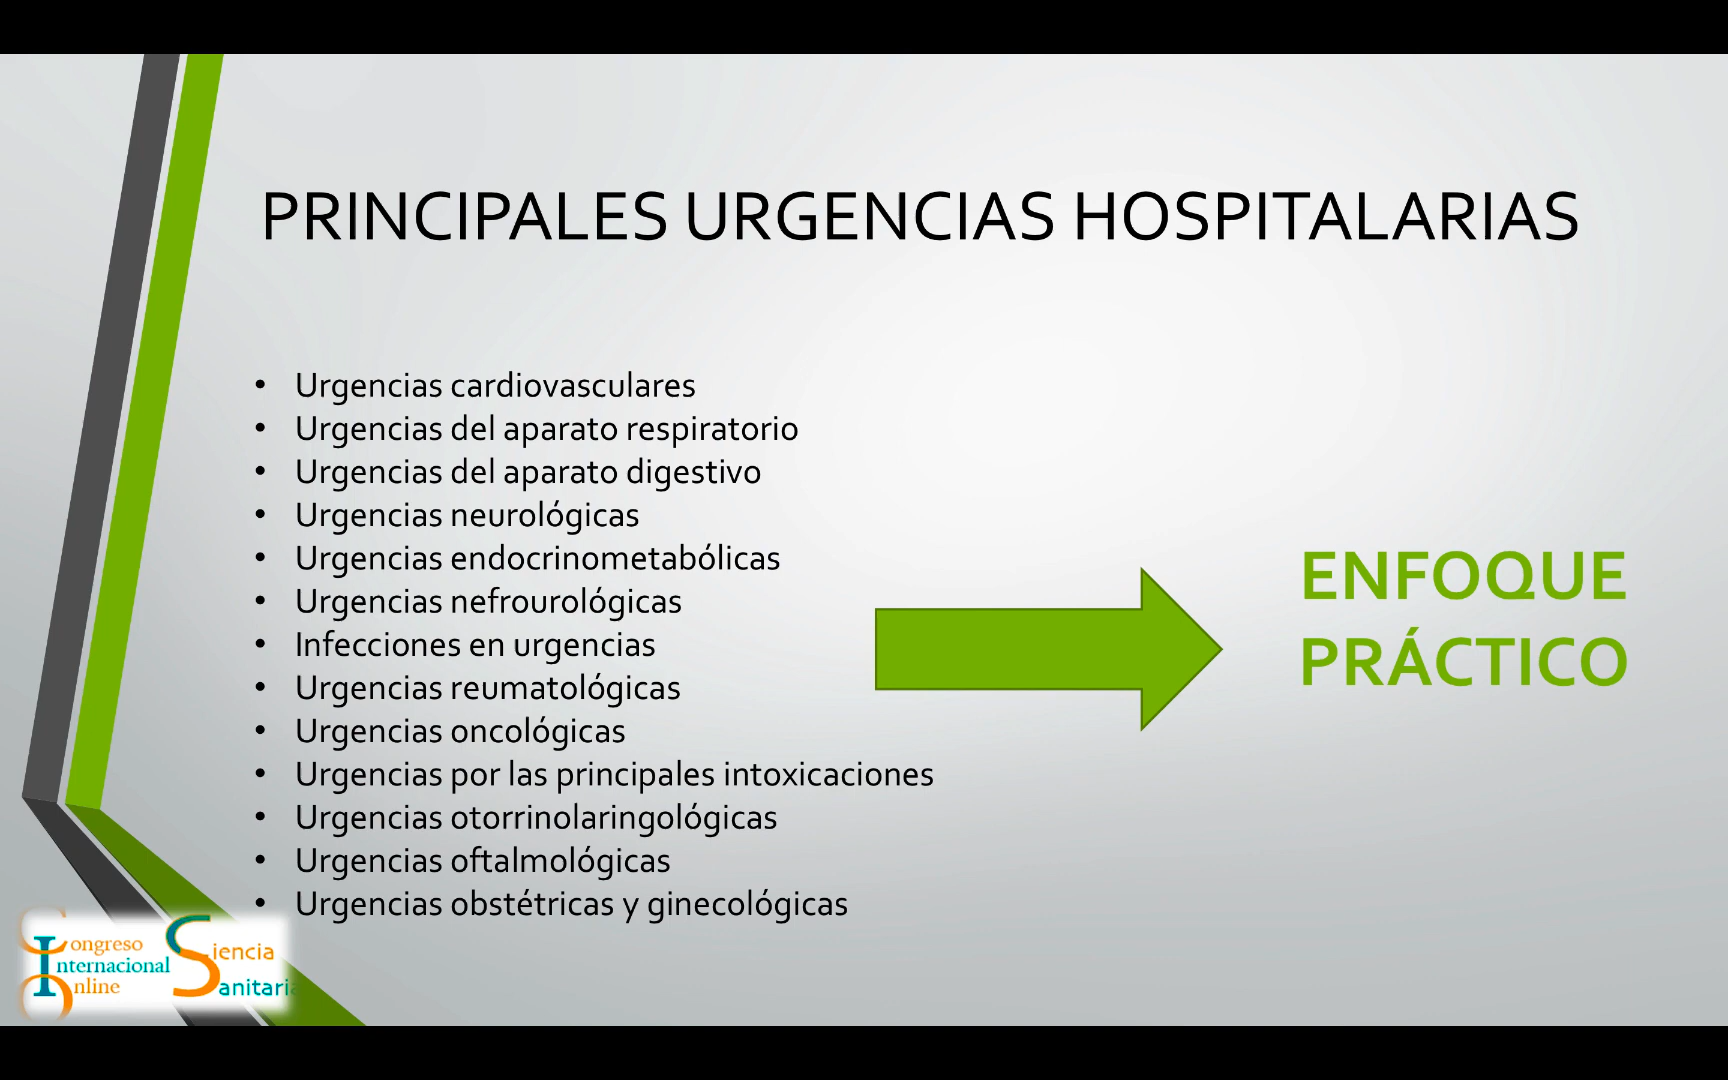 PRINCIPALES URGENCIAS HOSPITALARIAS
• Urgencias cardiovasculares
• Urgencias del aparato respiratorio
• Urgencias del aparato digestivo
• Urgencias neurológicas
• Urgencias endocrinometabólicas
• Urgencias nefrourológicas
• Infecciones en urgencias
• Urgencias reumatológicas
• Urgencias oncológicas
• Urgencias por las principales intoxicaciones
• Urgencias otorrinolaringológicas
• Urgencias oftalmológicas
• Urgencias obstétricas y ginecológicas
ENFOQUE
PRÁCTICO
Congreso
Internacional
Online
Siencia
Sanitaria